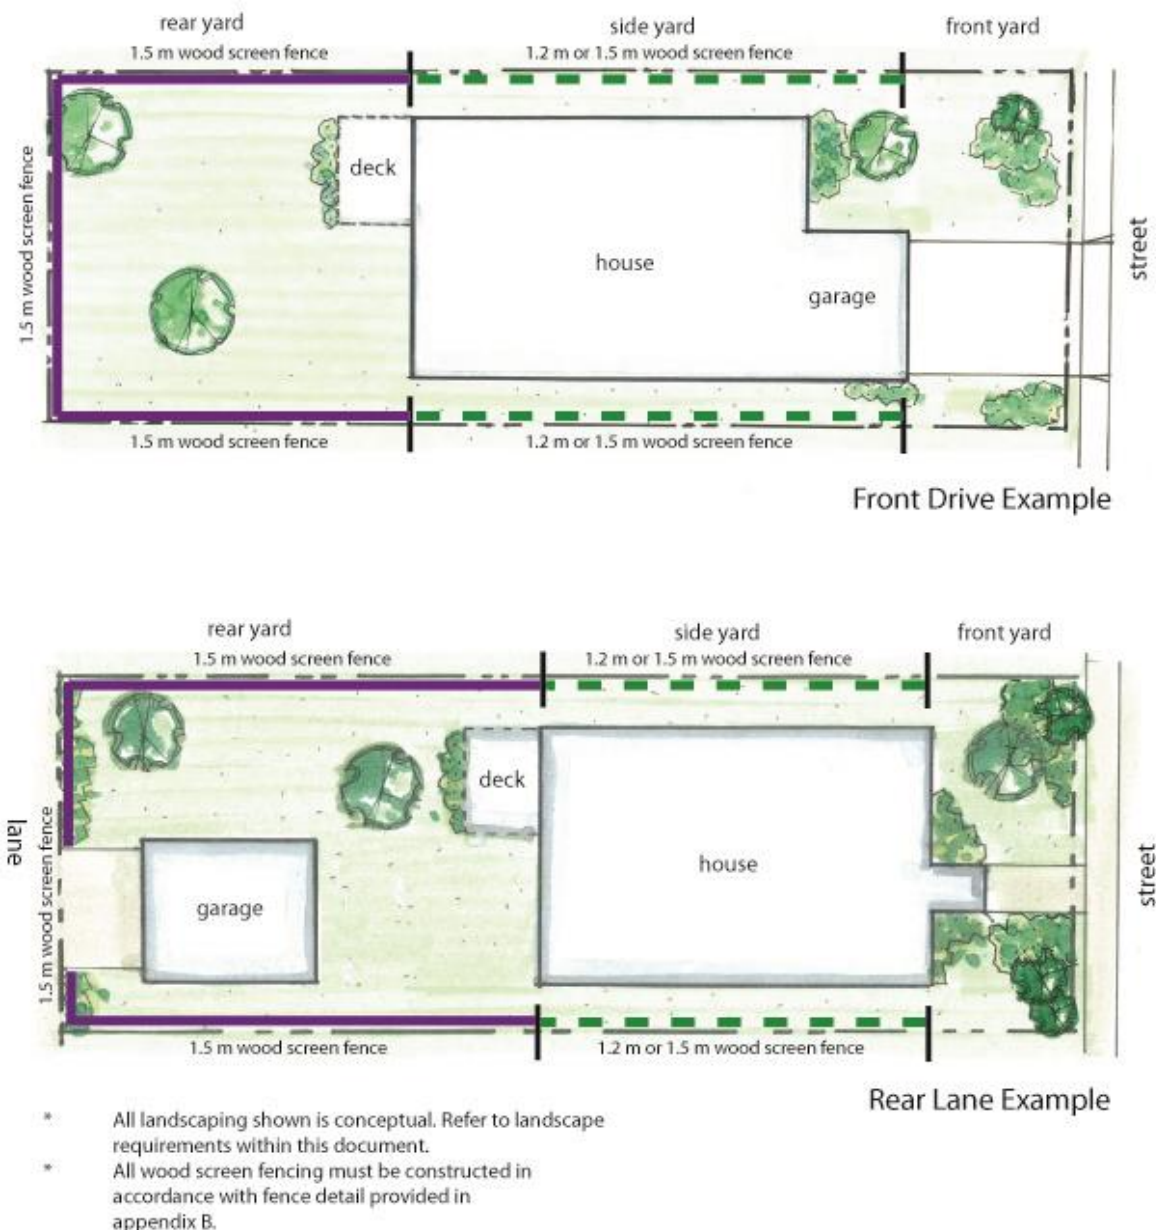 rear yard
side yard
front yard
1.5 m wood screen fence
1.2 m or 1.5 m wood screen fence
1.5 m wood screen fence
deck
house
garage
street
1.5 m wood screen fence
1.2 m or 1.5 m wood screen fence
Front Drive Example
rear yard
side yard
front yard
1.5 m wood screen fence
1.2 m or 1.5 m wood screen fence
lane
1.5 m wood screen fence
deck
house
garage
street
1.5 m wood screen fence
1.2 m or 1.5 m wood screen fence
Rear Lane Example
* All landscaping shown is conceptual. Refer to landscape
requirements within this document.
* All wood screen fencing must be constructed in
accordance with fence detail provided in
appendix B.